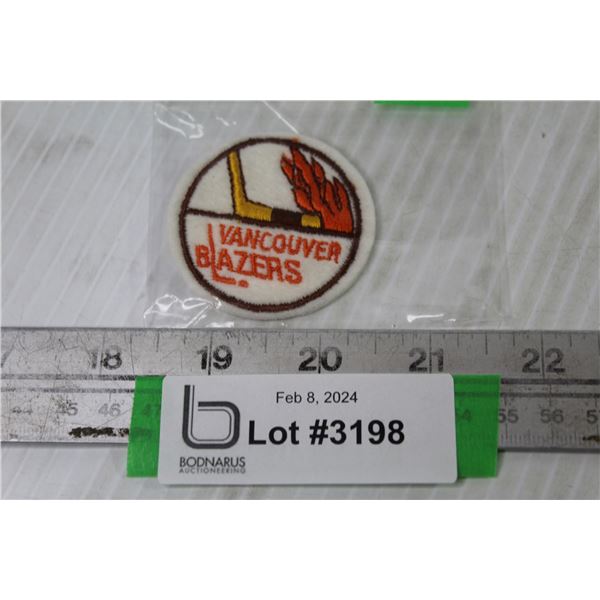 VANCOUVER
BLAZERS
18 19 20 21 22
44 45 46 47 55 56
Feb 8, 2024
Lot #3198
b
BODNARUS
AUCTIONEERING